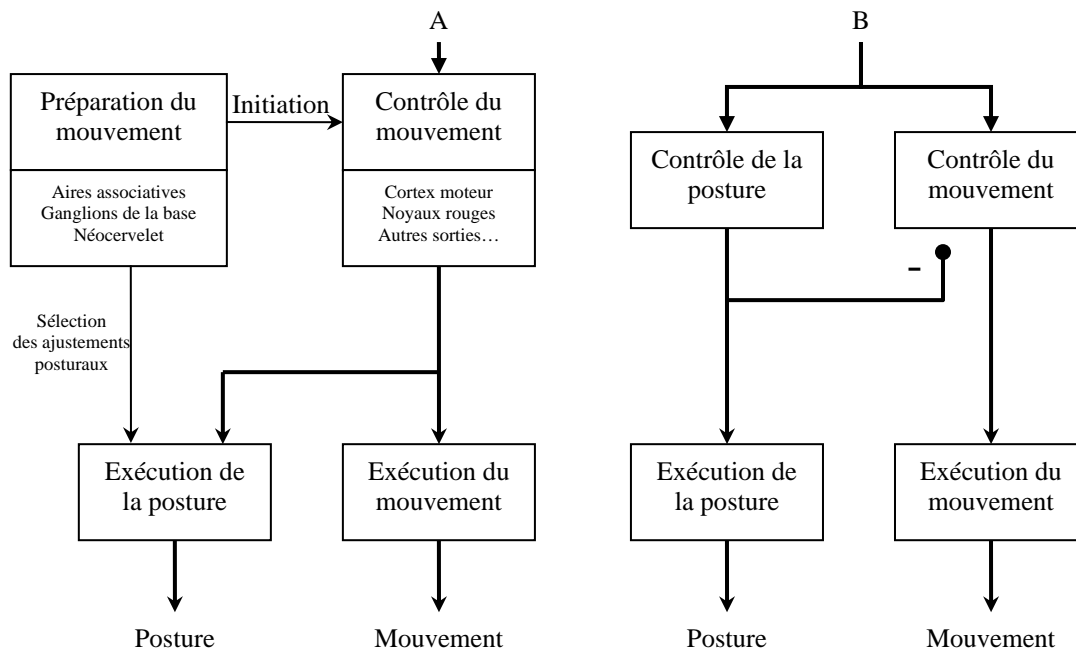 A
Préparation du
mouvement
Initiation
Contrôle du
mouvement
Aires associatives
Ganglions de la base
Néocervelet
Cortex moteur
Noyaux rouges
Autres sorties…
Sélection
des ajustements
posturaux
Exécution de
la posture
Exécution du
mouvement
Posture
Mouvement
B
Contrôle de la
posture
Contrôle du
mouvement
-
Exécution de
la posture
Exécution du
mouvement
Posture
Mouvement